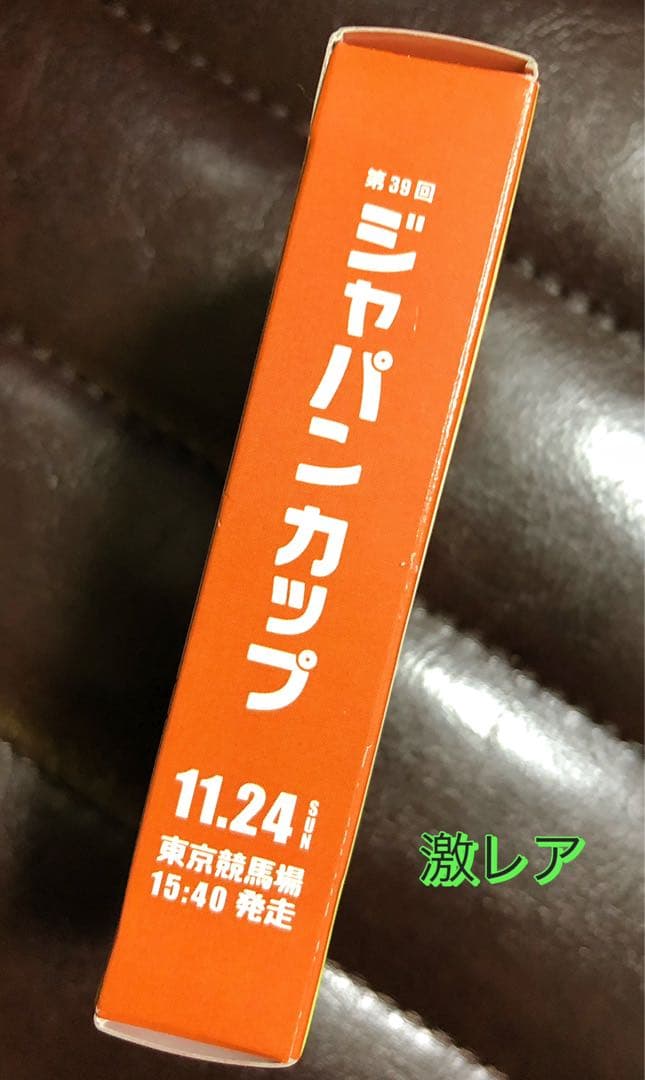 第39回
ジャパンカップ
11.24 SUN
東京競馬場
15:40 発走
激レア